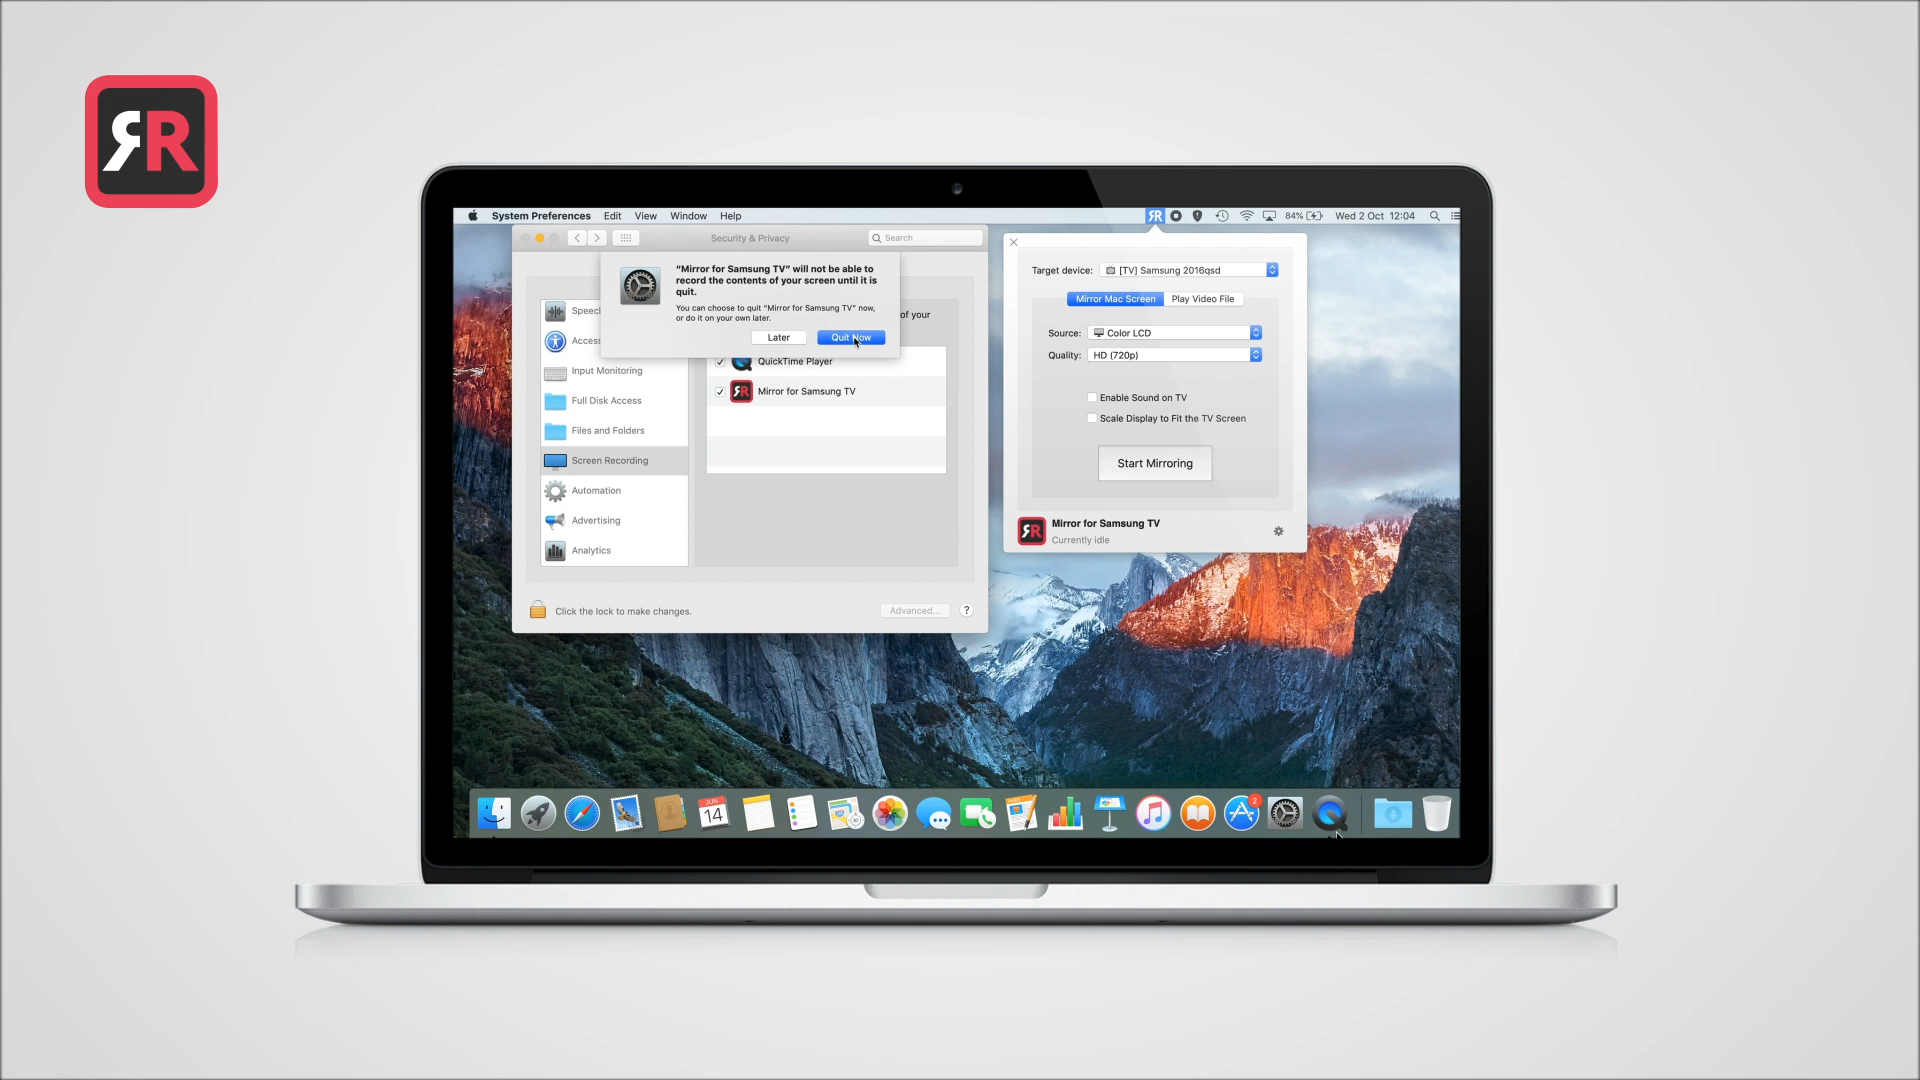 ЯR
System Preferences Edit View Window Help
ЯR 84% Wed 2 Oct 12:04
Security & Privacy
Search
"Mirror for Samsung TV" will not be able to
record the contents of your screen until it is
quit.
You can choose to quit "Mirror for Samsung TV" now,
or do it on your own later.
Later
Quit Now
of your
Input Monitoring
Full Disk Access
Files and Folders
Screen Recording
Automation
Advertising
Analytics
QuickTime Player
Mirror for Samsung TV
Click the lock to make changes.
Advanced...
?
Target device: [TV] Samsung 2016qsd
Mirror Mac Screen Play Video File
Source: Color LCD
Quality: HD (720p)
Enable Sound on TV
Scale Display to Fit the TV Screen
Start Mirroring
ЯR
Mirror for Samsung TV
Currently idle
JUN
14
2